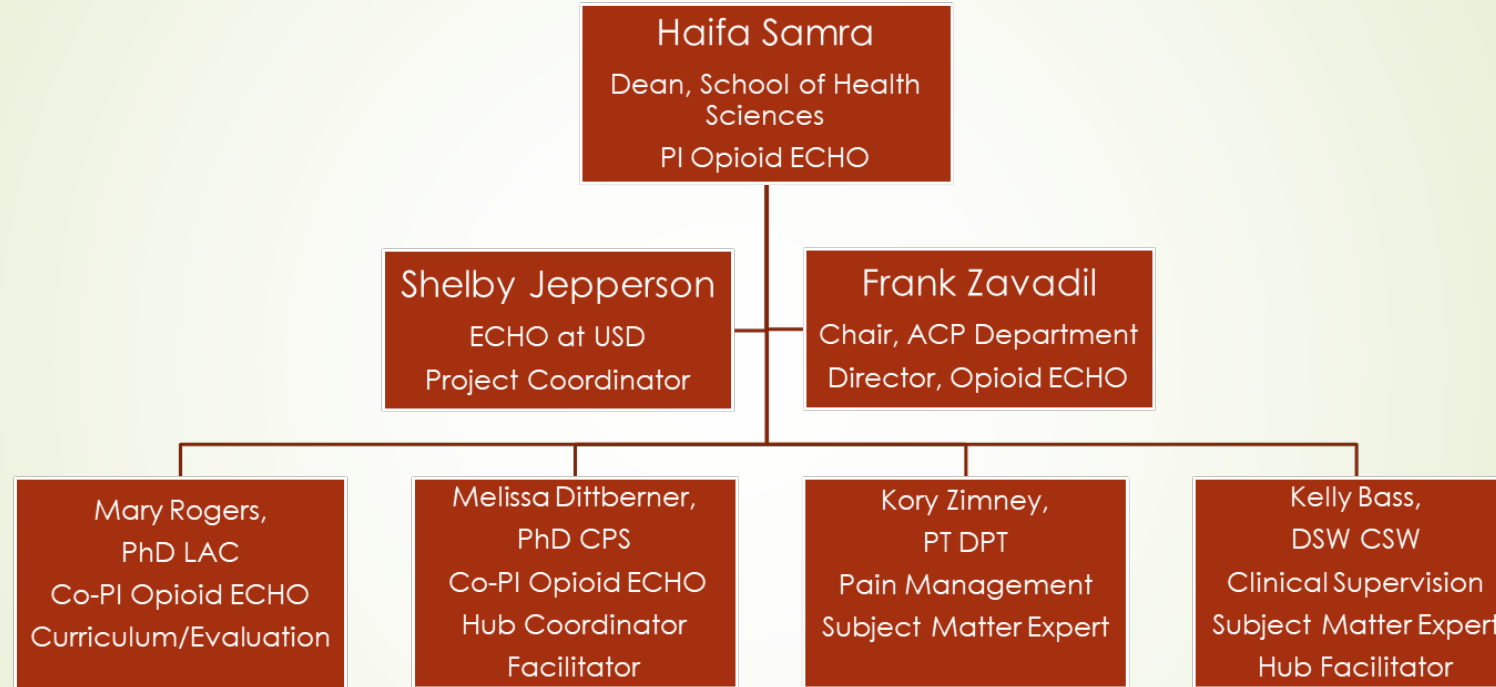 Haifa Samra
Dean, School of Health
Sciences
PI Opioid ECHO
Shelby Jepperson
ECHO at USD
Project Coordinator
Frank Zavadil
Chair, ACP Department
Director, Opioid ECHO
Mary Rogers,
PhD LAC
Co-PI Opioid ECHO
Curriculum/Evaluation
Melissa Dittberner,
PhD CPS
Co-PI Opioid ECHO
Hub Coordinator
Facilitator
Kory Zimney,
PT DPT
Pain Management
Subject Matter Expert
Kelly Bass,
DSW CSW
Clinical Supervision
Subject Matter Expert
Hub Facilitator